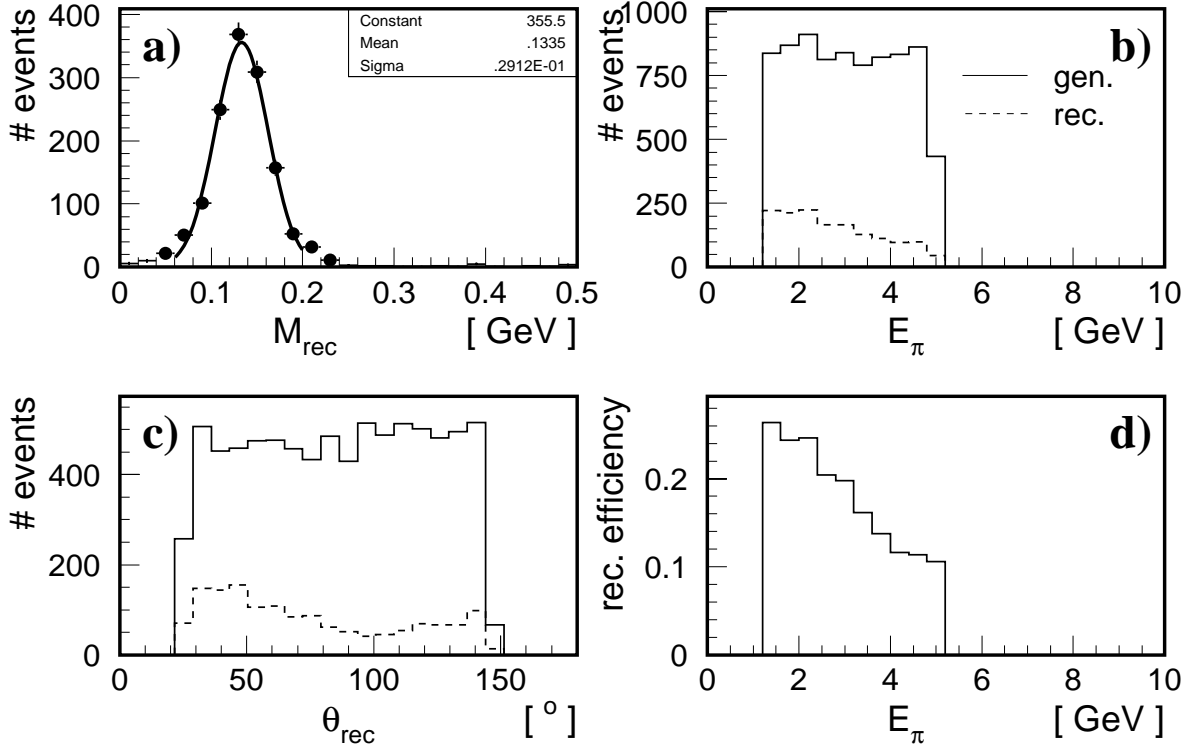 a)
Constant 355.5
Mean .1335
Sigma .2912E-01
# events
400
300
200
100
0
0 0.1 0.2 0.3 0.4 0.5
M_rec [ GeV ]
b)
gen.
rec.
# events
1000
750
500
250
0
0 2 4 6 8 10
E_π [ GeV ]
c)
# events
400
200
0
0 50 100 150
θ_rec [ ° ]
d)
rec. efficiency
0.2
0.1
0
0 2 4 6 8 10
E_π [ GeV ]